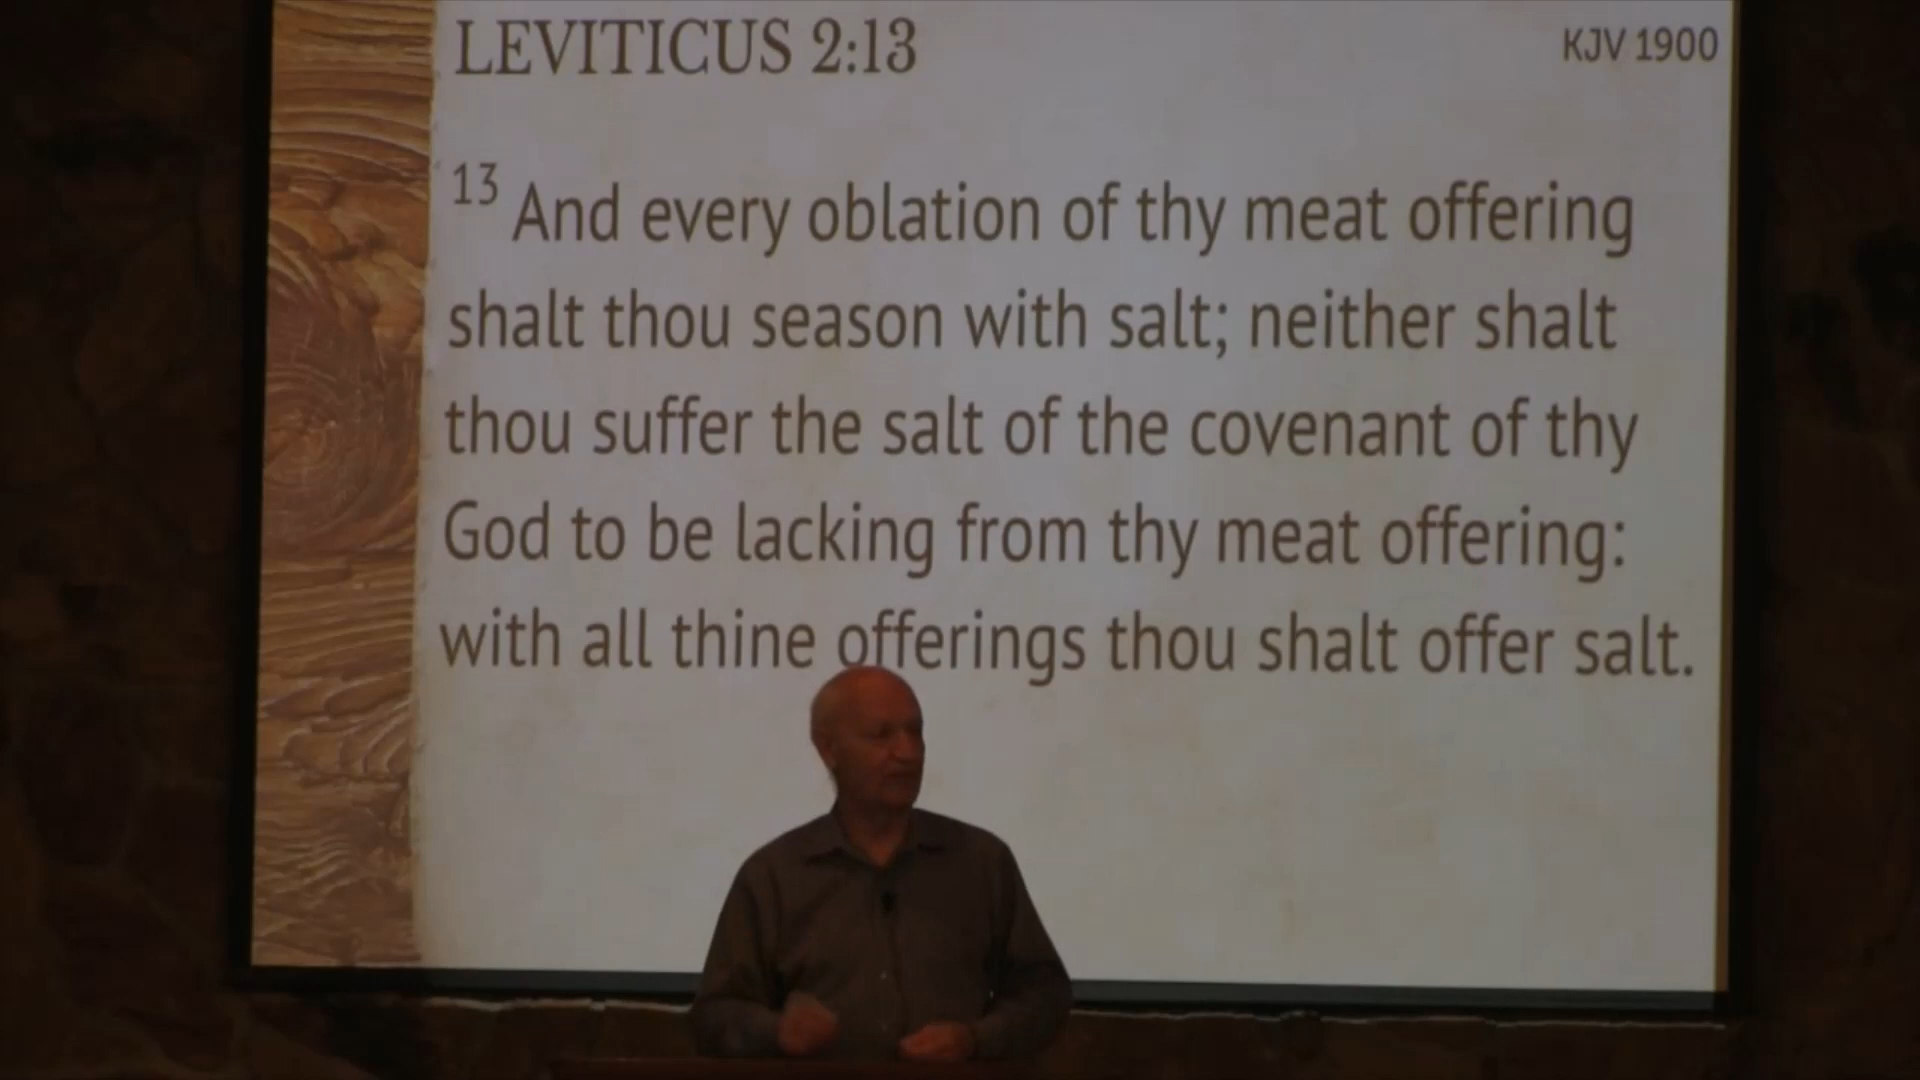 LEVITICUS 2:13
KJV 1900
13 And every oblation of thy meat offering
shalt thou season with salt; neither shalt
thou suffer the salt of the covenant of thy
God to be lacking from thy meat offering:
with all thine offerings thou shalt offer salt.